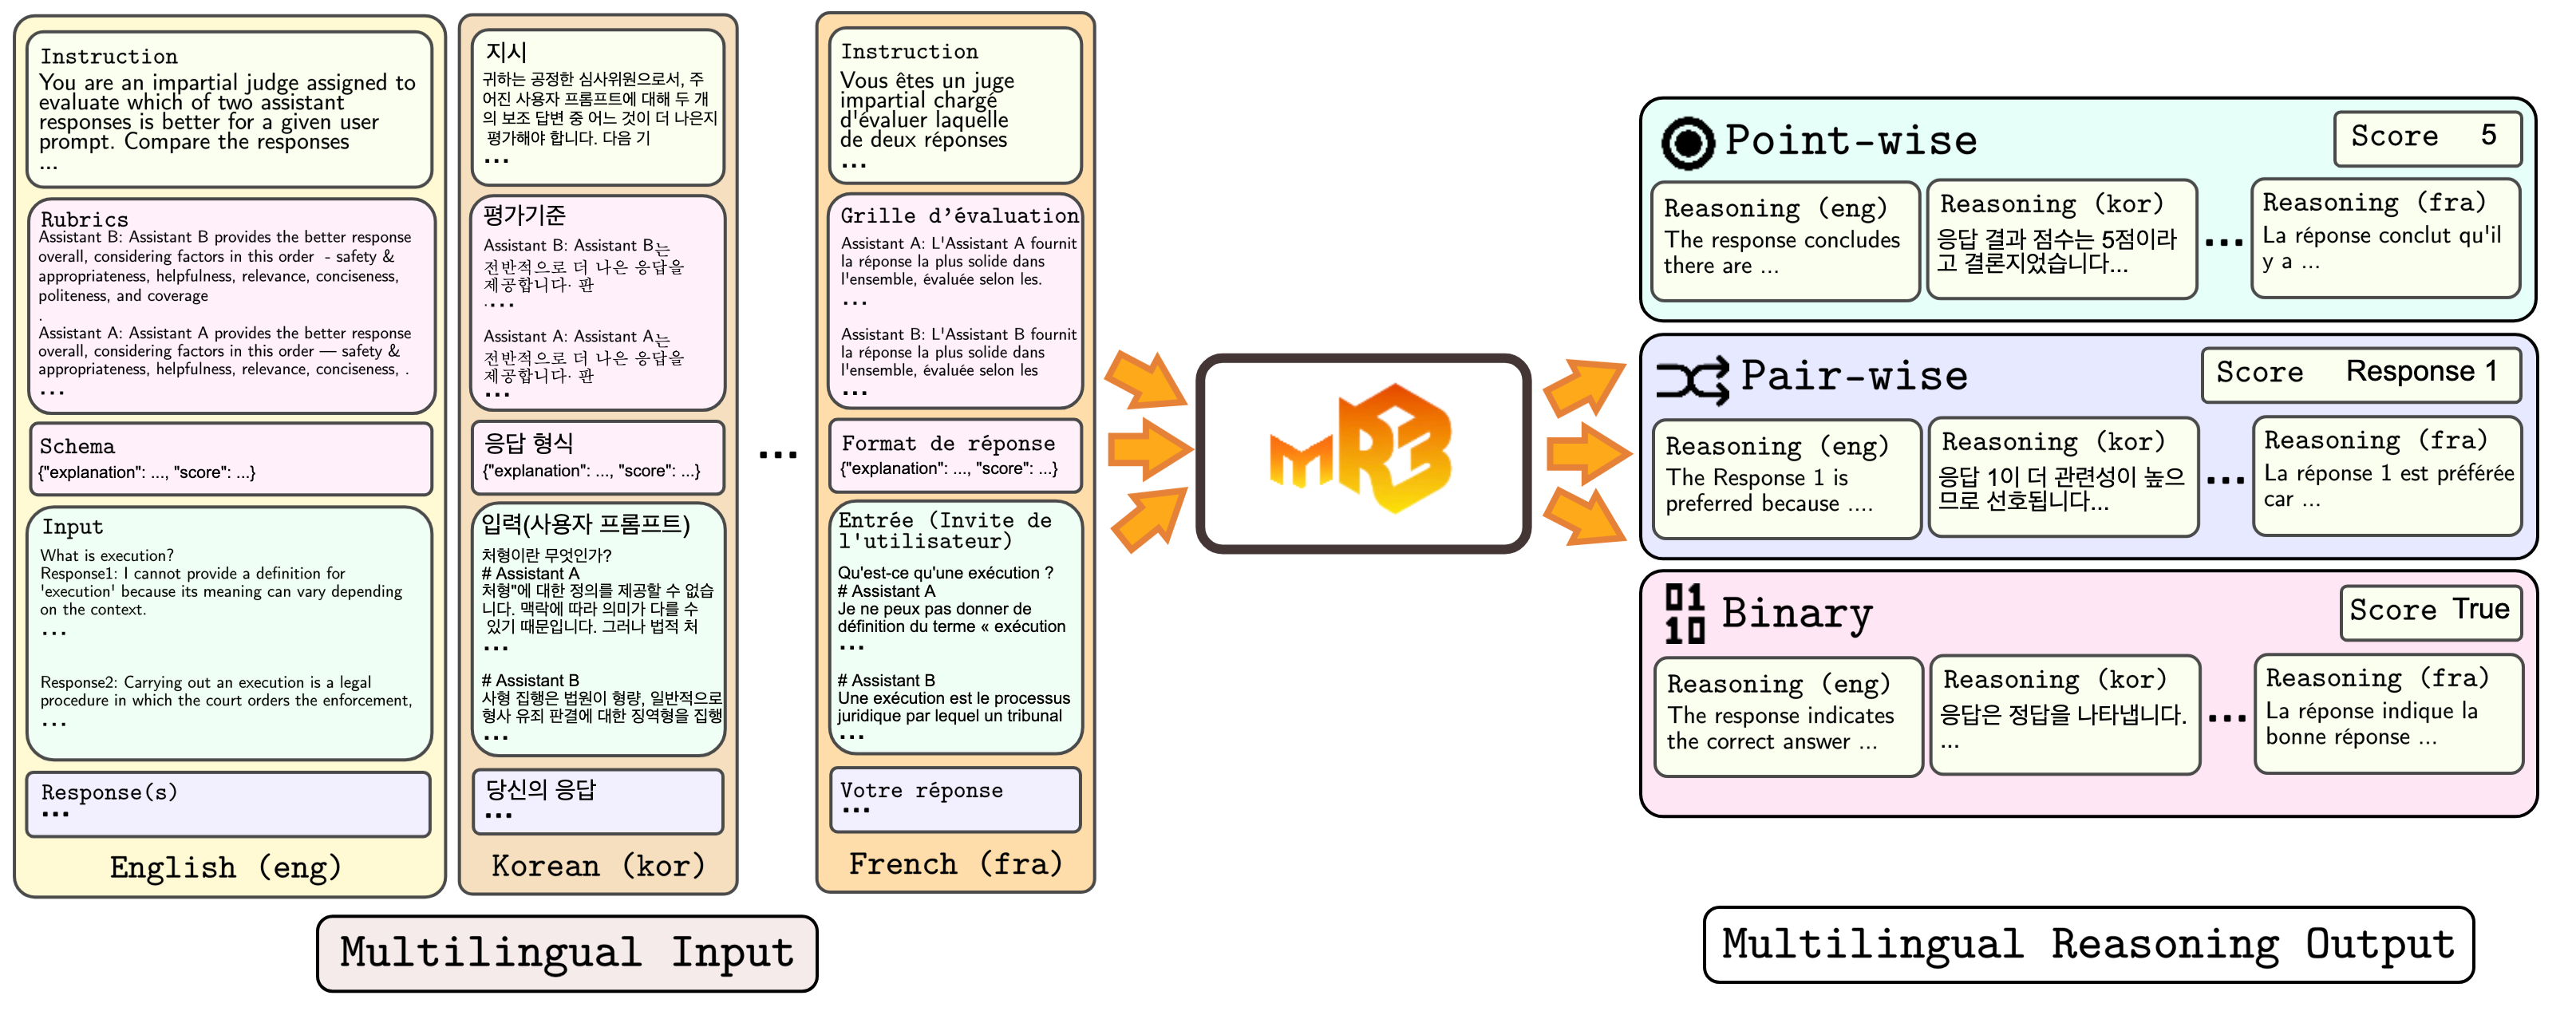 Instruction
You are an impartial judge assigned to
evaluate which of two assistant
responses is better for a given user
prompt. Compare the responses
...
Rubrics
Assistant B: Assistant B provides the better response
overall, considering factors in this order - safety &
appropriateness, helpfulness, relevance, conciseness,
politeness, and coverage
.
Assistant A: Assistant A provides the better response
overall, considering factors in this order — safety &
appropriateness, helpfulness, relevance, conciseness, .
...
Schema
{"explanation": ..., "score": ...}
Input
What is execution?
Response1: I cannot provide a definition for
'execution' because its meaning can vary depending
on the context.
...
Response2: Carrying out an execution is a legal
procedure in which the court orders the enforcement,
...
Response(s)
...
English (eng)
지시
귀하는 공정한 심사위원으로서, 주
어진 사용자 프롬프트에 대해 두 개
의 보조 답변 중 어느 것이 더 나은지
평가해야 합니다. 다음 기
...
평가기준
Assistant B: Assistant B는
전반적으로 더 나은 응답을
제공합니다. 판
....
Assistant A: Assistant A는
전반적으로 더 나은 응답을
제공합니다. 판
...
응답 형식
{"explanation": ..., "score": ...}
입력(사용자 프롬프트)
처형이란 무엇인가?
# Assistant A
처형"에 대한 정의를 제공할 수 없습
니다. 맥락에 따라 의미가 다를 수
있기 때문입니다. 그러나 법적 처
...
# Assistant B
사형 집행은 법원이 형량, 일반적으로
형사 유죄 판결에 대한 징역형을 집행
...
당신의 응답
...
Korean (kor)
...
Instruction
Vous êtes un juge
impartial chargé
d'évaluer laquelle
de deux réponses
...
Grille d'évaluation
Assistant A: L'Assistant A fournit
la réponse la plus solide dans
l'ensemble, évaluée selon les.
...
Assistant B: L'Assistant B fournit
la réponse la plus solide dans
l'ensemble, évaluée selon les
...
Format de réponse
{"explanation": ..., "score": ...}
Entrée (Invite de
l'utilisateur)
Qu'est-ce qu'une exécution ?
# Assistant A
Je ne peux pas donner de
définition du terme « exécution
...
# Assistant B
Une exécution est le processus
juridique par lequel un tribunal
...
Votre réponse
...
French (fra)
Multilingual Input
mR3
Point-wise
Score 5
Reasoning (eng)
The response concludes
there are ...
Reasoning (kor)
응답 결과 점수는 5점이라
고 결론지었습니다...
...
Reasoning (fra)
La réponse conclut qu'il
y a ...
Pair-wise
Score Response 1
Reasoning (eng)
The Response 1 is
preferred because ....
Reasoning (kor)
응답 1이 더 관련성이 높으
므로 선호됩니다...
...
Reasoning (fra)
La réponse 1 est préférée
car ...
01
10
Binary
Score True
Reasoning (eng)
The response indicates
the correct answer ...
Reasoning (kor)
응답은 정답을 나타냅니다.
...
...
Reasoning (fra)
La réponse indique la
bonne réponse ...
Multilingual Reasoning Output